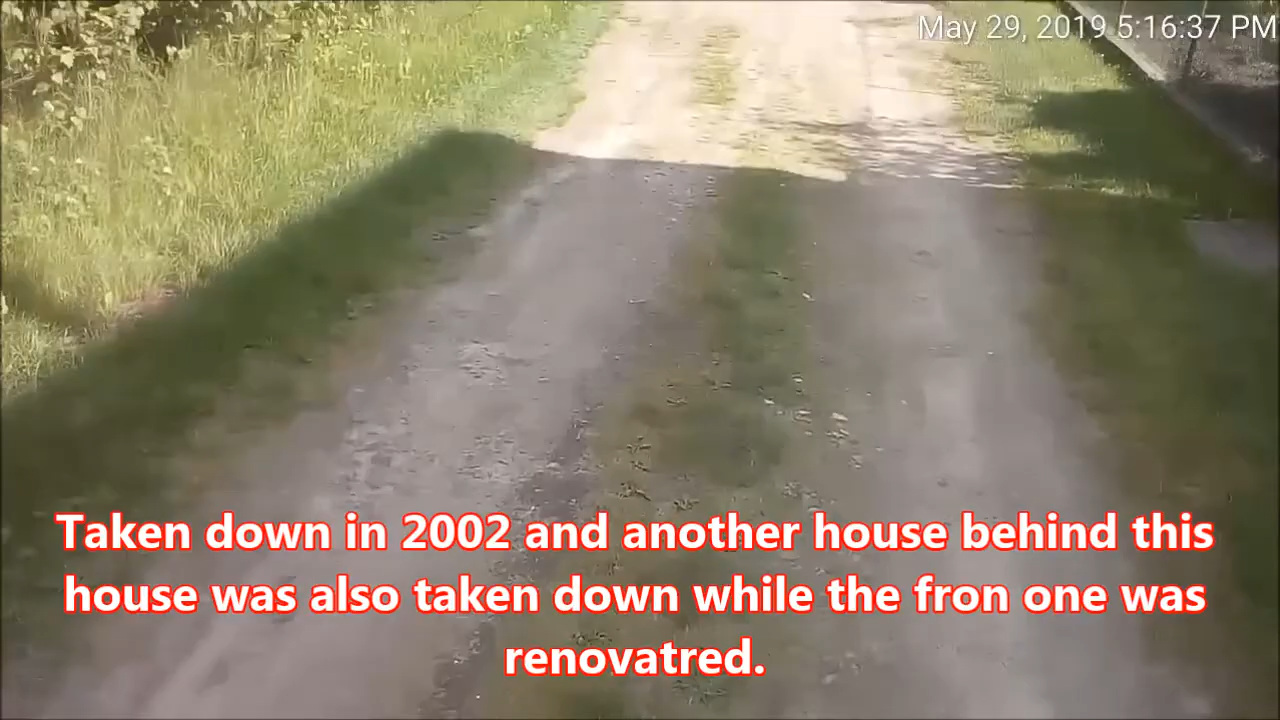 May 29, 2019 5:16:37 PM
Taken down in 2002 and another house behind this
house was also taken down while the fron one was
renovatred.